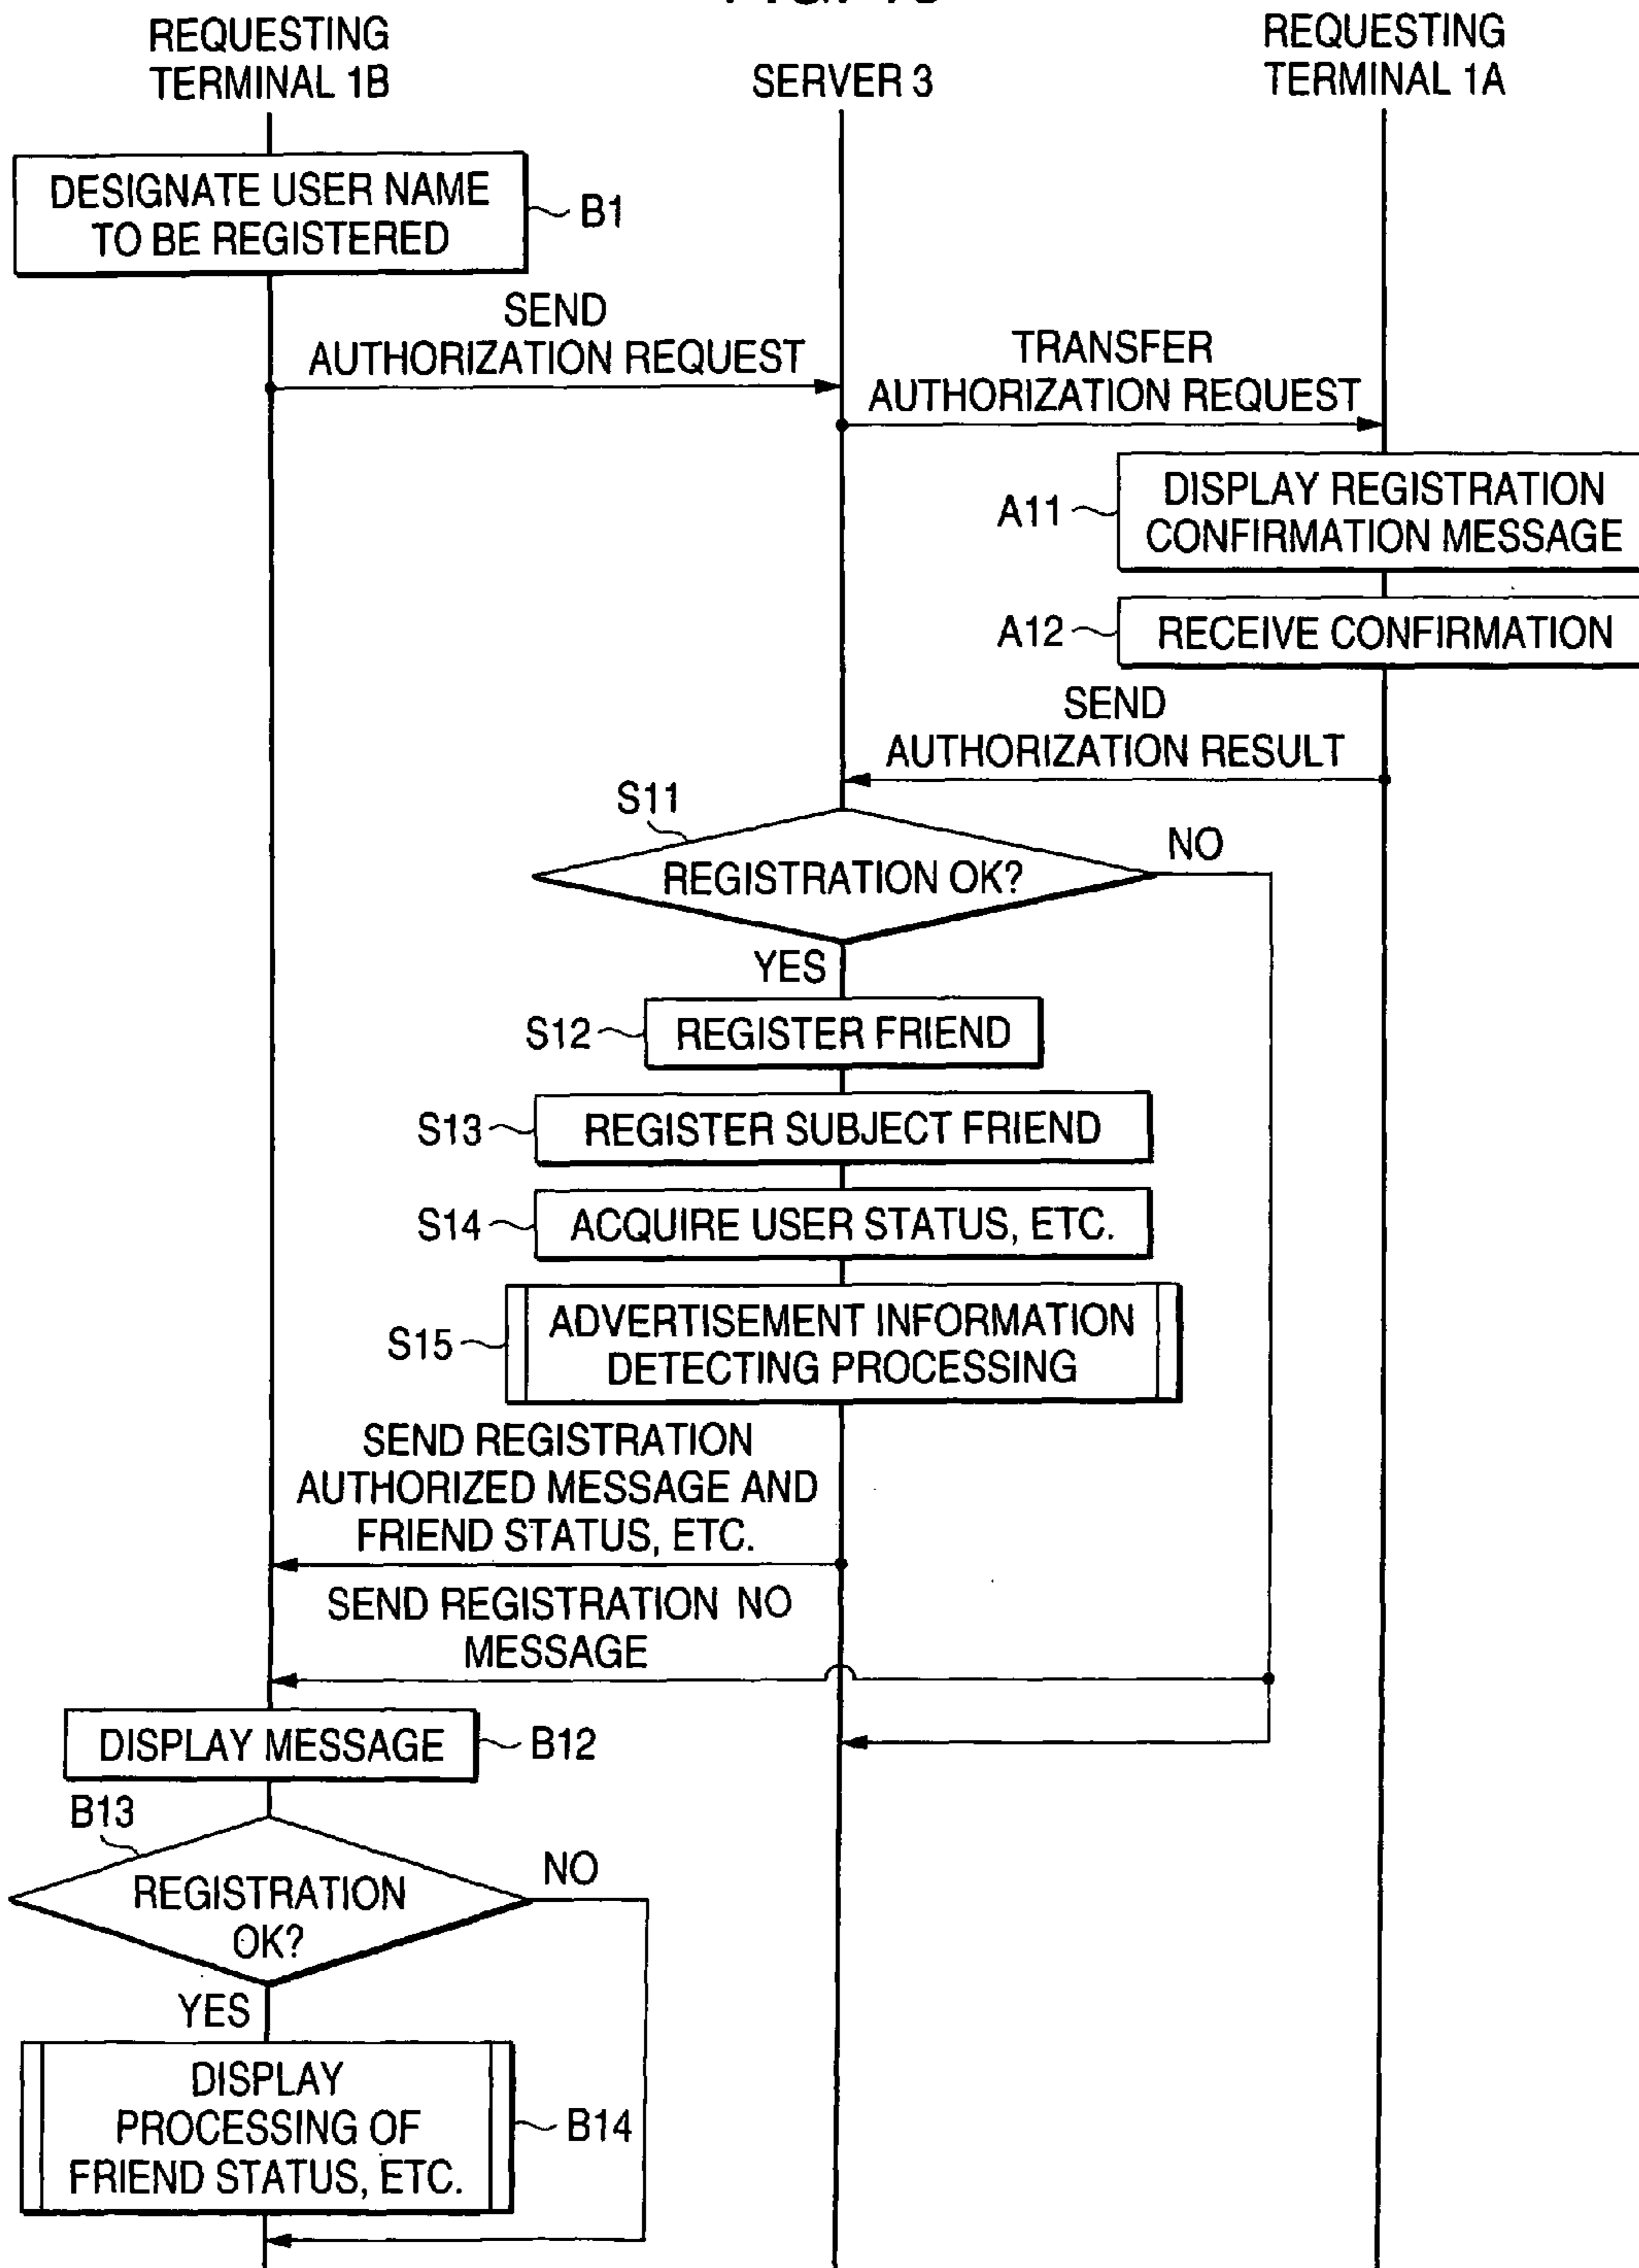 REQUESTING
TERMINAL 1B
SERVER 3
REQUESTING
TERMINAL 1A
DESIGNATE USER NAME
TO BE REGISTERED
B1
SEND
AUTHORIZATION REQUEST
TRANSFER
AUTHORIZATION REQUEST
A11
DISPLAY REGISTRATION
CONFIRMATION MESSAGE
A12
RECEIVE CONFIRMATION
SEND
AUTHORIZATION RESULT
S11
REGISTRATION OK?
NO
YES
S12
REGISTER FRIEND
S13
REGISTER SUBJECT FRIEND
S14
ACQUIRE USER STATUS, ETC.
S15
ADVERTISEMENT INFORMATION
DETECTING PROCESSING
SEND REGISTRATION
AUTHORIZED MESSAGE AND
FRIEND STATUS, ETC.
SEND REGISTRATION NO
MESSAGE
DISPLAY MESSAGE
B12
B13
REGISTRATION
OK?
NO
YES
DISPLAY
PROCESSING OF
FRIEND STATUS, ETC.
B14